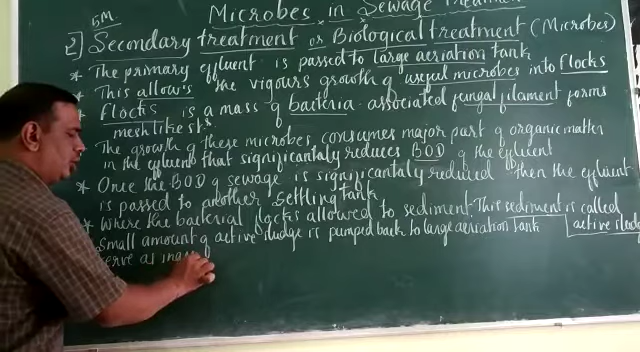 Microbes in Sewage
5M
2] Secondary treatment or Biological treatment (Microbes)
* The primary effluent is passed to large aeriation tank
* This allow's the vigours growth of useful microbes into flocks
* Flocks is a mass of bacteria associated fungal filament forms
mesh like str
The growth of these microbes consumes major part of organic matter
in the effluent that significantaly reduces BOD of the effluent
* Once the BOD of sewage is significantaly reduced then the effluent
is passed to another settling tank
* Where the bacterial flocks allowed to sediment. This sediment is called
Small amount of active sludge is pumped back to large aeriation Tank
active
serve as